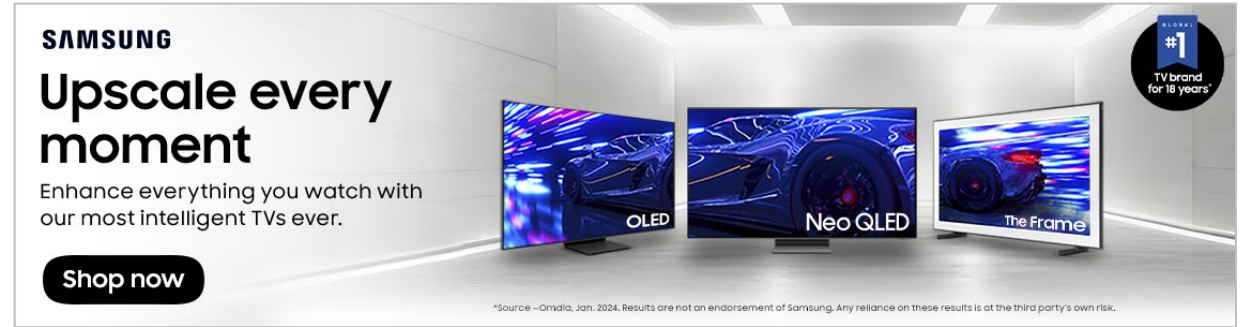 SAMSUNG
Upscale every
moment
Enhance everything you watch with
our most intelligent TVs ever.
Shop now
OLED
Neo QLED
The Frame
GLOBAL
#1
TV brand
for 18 years*
*Source –Omdia, Jan. 2024. Results are not an endorsement of Samsung. Any reliance on these results is at the third party's own risk.